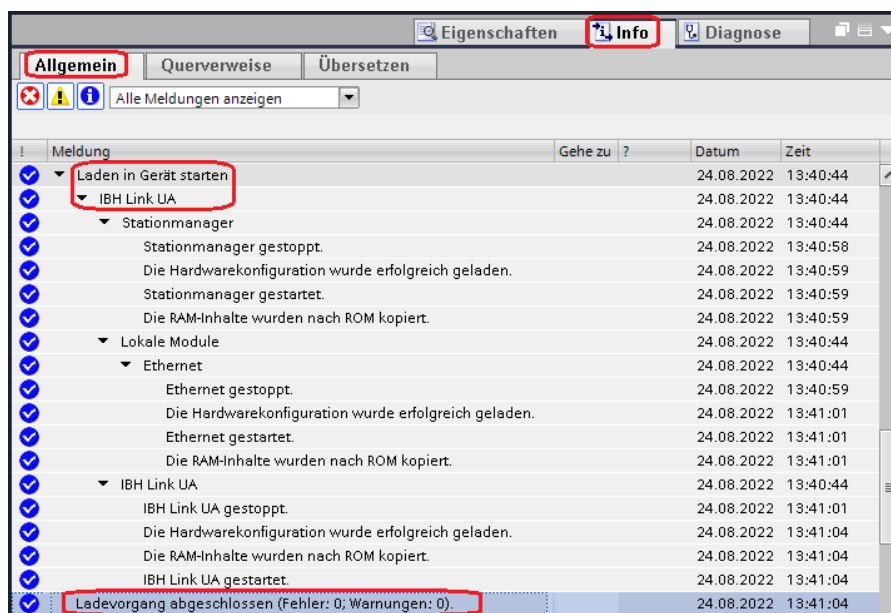 Eigenschaften Info Diagnose
Allgemein Querverweise Übersetzen
Alle Meldungen anzeigen
! Meldung Gehe zu ? Datum Zeit
Laden in Gerät starten 24.08.2022 13:40:44
IBH Link UA 24.08.2022 13:40:44
Stationmanager 24.08.2022 13:40:44
Stationmanager gestoppt. 24.08.2022 13:40:58
Die Hardwarekonfiguration wurde erfolgreich geladen. 24.08.2022 13:40:59
Stationmanager gestartet. 24.08.2022 13:40:59
Die RAM-Inhalte wurden nach ROM kopiert. 24.08.2022 13:40:59
Lokale Module 24.08.2022 13:40:44
Ethernet 24.08.2022 13:40:44
Ethernet gestoppt. 24.08.2022 13:40:59
Die Hardwarekonfiguration wurde erfolgreich geladen. 24.08.2022 13:41:01
Ethernet gestartet. 24.08.2022 13:41:01
Die RAM-Inhalte wurden nach ROM kopiert. 24.08.2022 13:41:01
IBH Link UA 24.08.2022 13:40:44
IBH Link UA gestoppt. 24.08.2022 13:41:01
Die Hardwarekonfiguration wurde erfolgreich geladen. 24.08.2022 13:41:04
Die RAM-Inhalte wurden nach ROM kopiert. 24.08.2022 13:41:04
IBH Link UA gestartet. 24.08.2022 13:41:04
Ladevorgang abgeschlossen (Fehler: 0; Warnungen: 0). 24.08.2022 13:41:04